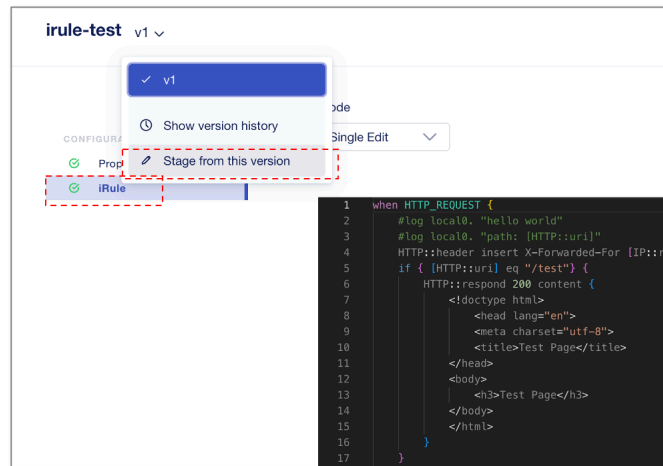 irule-test v1
v1
Show version history
Single Edit
CONFIGURA
Stage from this version
Prop
iRule
1 when HTTP_REQUEST {
2 #log local0. "hello world"
3 #log local0. "path: [HTTP::uri]"
4 HTTP::header insert X-Forwarded-For [IP::r
5 if { [HTTP::uri] eq "/test"} {
6 HTTP::respond 200 content {
7 <!doctype html>
8 <head lang="en">
9 <meta charset="utf-8">
10 <title>Test Page</title>
11 </head>
12 <body>
13 <h3>Test Page</h3>
14 </body>
15 </html>
16 }
17 }